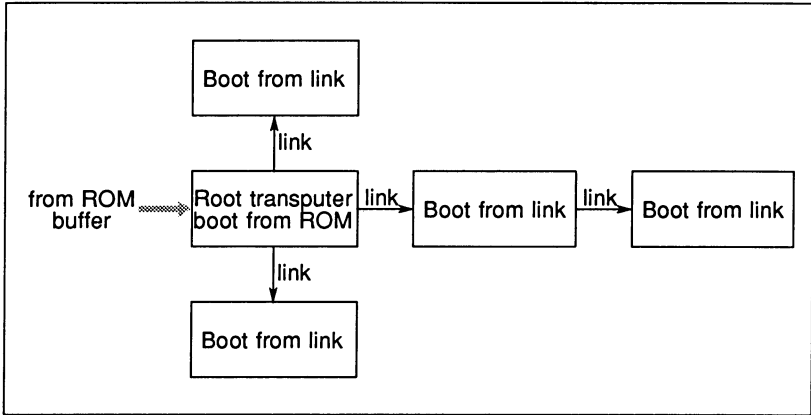 Boot from link
link
from ROM
buffer
Root transputer
boot from ROM
link
Boot from link
link
Boot from link
link
Boot from link